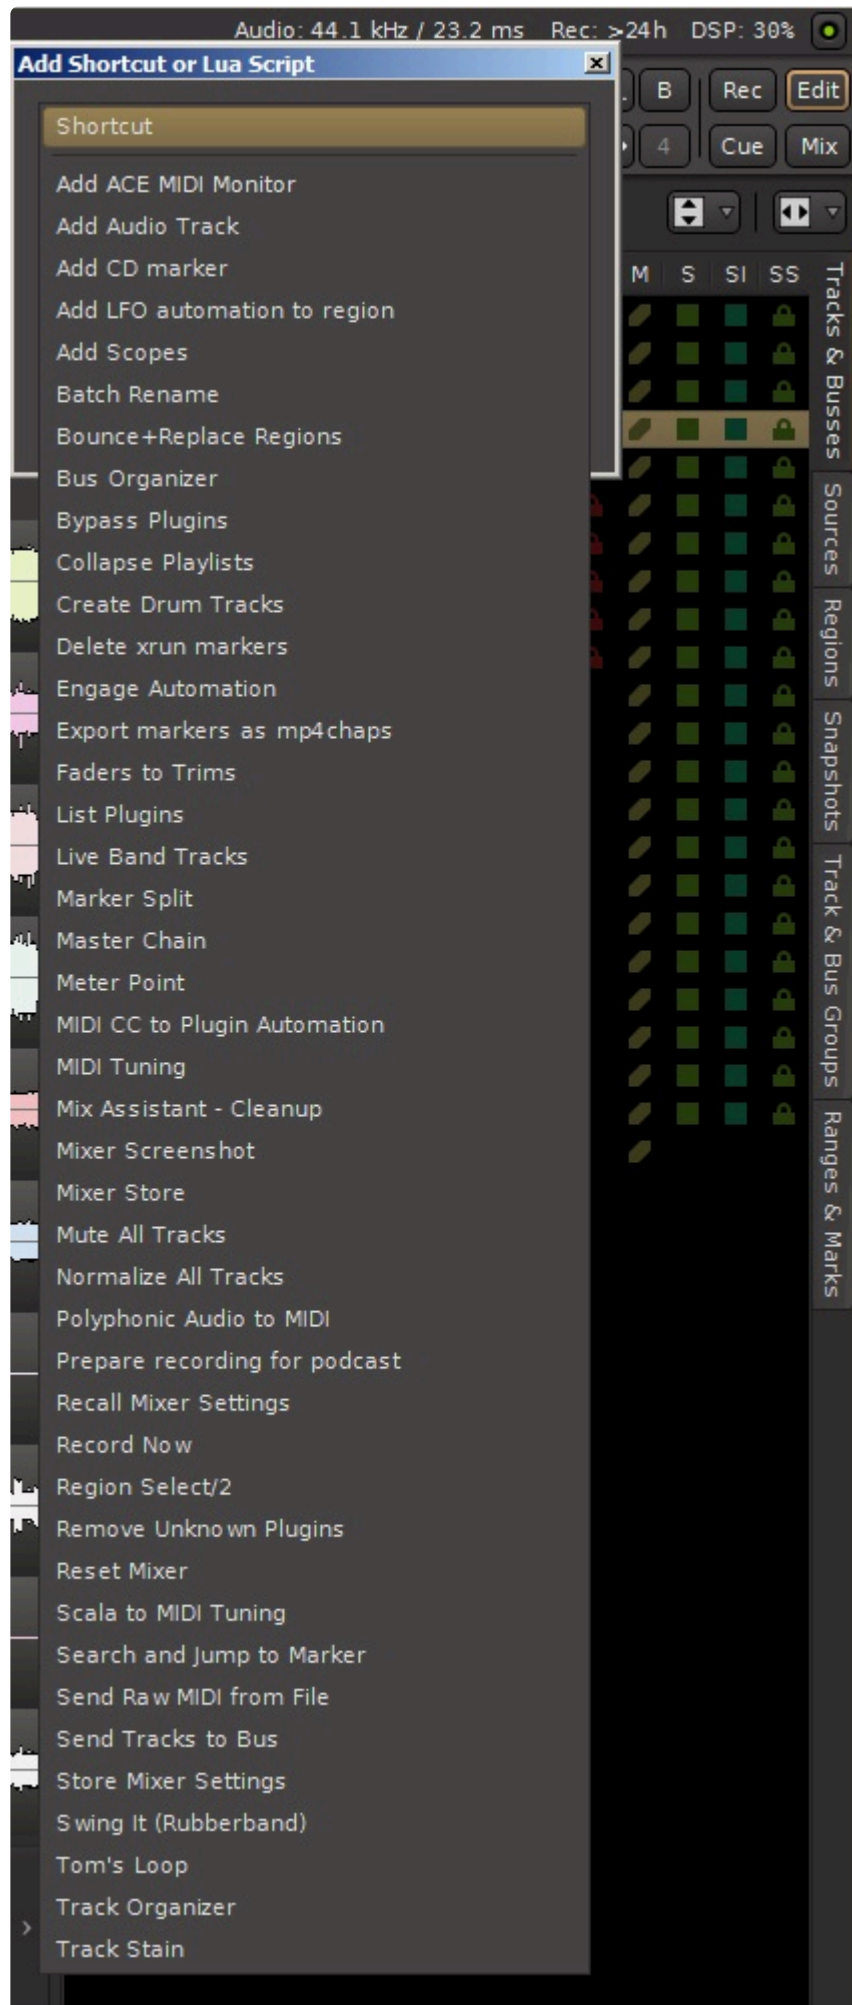 Audio: 44.1 kHz / 23.2 ms Rec: >24h DSP: 30%
Add Shortcut or Lua Script
B Rec Edit
4 Cue Mix
Shortcut
Add ACE MIDI Monitor
Add Audio Track
Add CD marker
Add LFO automation to region
Add Scopes
Batch Rename
Bounce+Replace Regions
Bus Organizer
Bypass Plugins
Collapse Playlists
Create Drum Tracks
Delete xrun markers
Engage Automation
Export markers as mp4chaps
Faders to Trims
List Plugins
Live Band Tracks
Marker Split
Master Chain
Meter Point
MIDI CC to Plugin Automation
MIDI Tuning
Mix Assistant - Cleanup
Mixer Screenshot
Mixer Store
Mute All Tracks
Normalize All Tracks
Polyphonic Audio to MIDI
Prepare recording for podcast
Recall Mixer Settings
Record Now
Region Select/2
Remove Unknown Plugins
Reset Mixer
Scala to MIDI Tuning
Search and Jump to Marker
Send Raw MIDI from File
Send Tracks to Bus
Store Mixer Settings
Swing It (Rubberband)
Tom's Loop
Track Organizer
Track Stain
M S SI SS
Tracks & Busses
Sources
Regions
Snapshots
Track & Bus Groups
Ranges & Marks